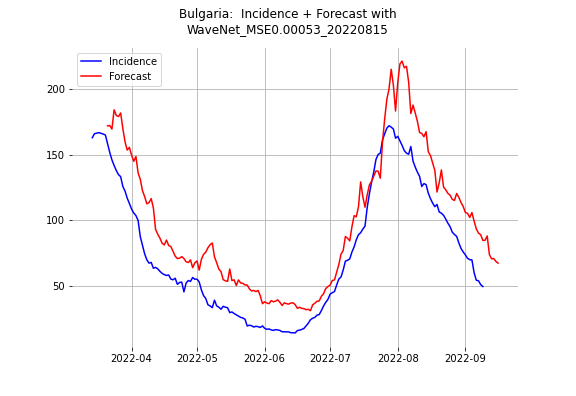 Bulgaria:  Incidence + Forecast with
WaveNet_MSE0.00053_20220815
Incidence
Forecast
200
150
100
50
2022-04 2022-05 2022-06 2022-07 2022-08 2022-09